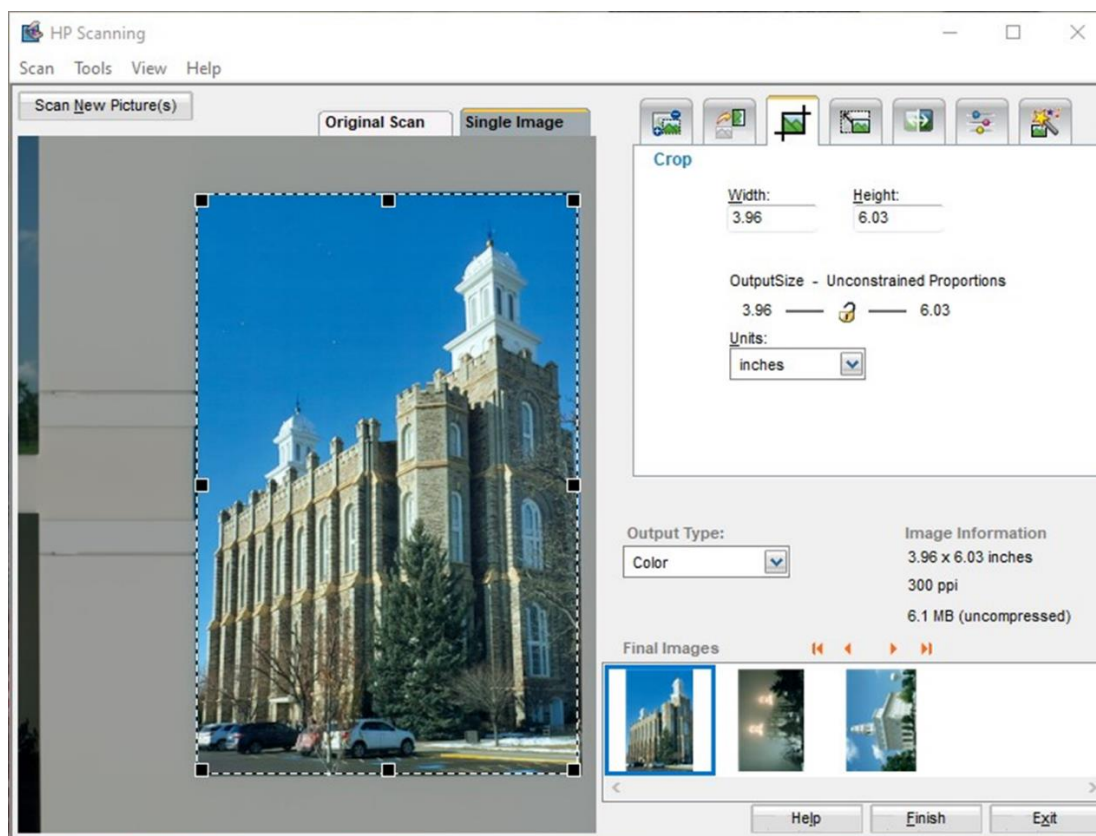 HP Scanning
Scan Tools View Help
Scan New Picture(s)
Original Scan Single Image
Crop
Width: Height:
3.96 6.03
OutputSize - Unconstrained Proportions
3.96 6.03
Units:
inches
Output Type: Image Information
Color 3.96 x 6.03 inches
300 ppi
6.1 MB (uncompressed)
Final Images
Help Finish Exit